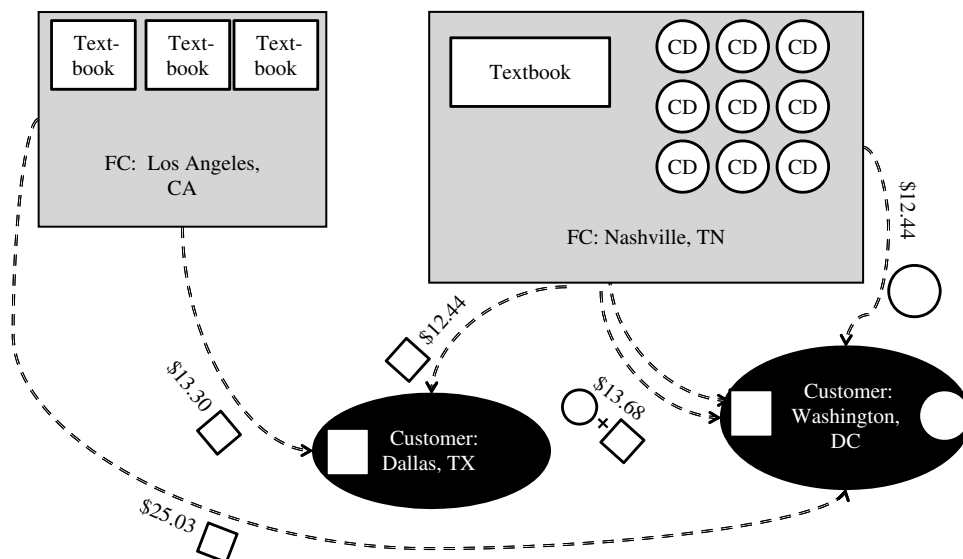 Text-
book
Text-
book
Text-
book
FC:  Los Angeles,
CA
Textbook
CD
CD
CD
CD
CD
CD
CD
CD
CD
FC: Nashville, TN
$12.44
$12.44
$13.30
$13.68
+
Customer:
Dallas, TX
Customer:
Washington,
DC
$25.03